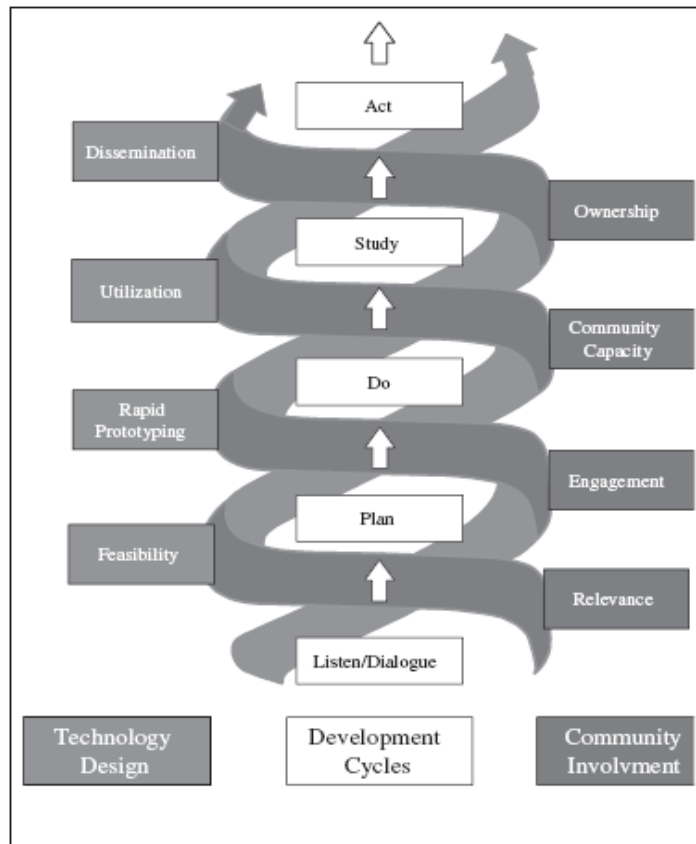 Act
Dissemination
Ownership
Study
Utilization
Community
Capacity
Do
Rapid
Prototyping
Engagement
Plan
Feasibility
Relevance
Listen/Dialogue
Technology
Design
Development
Cycles
Community
Involvment